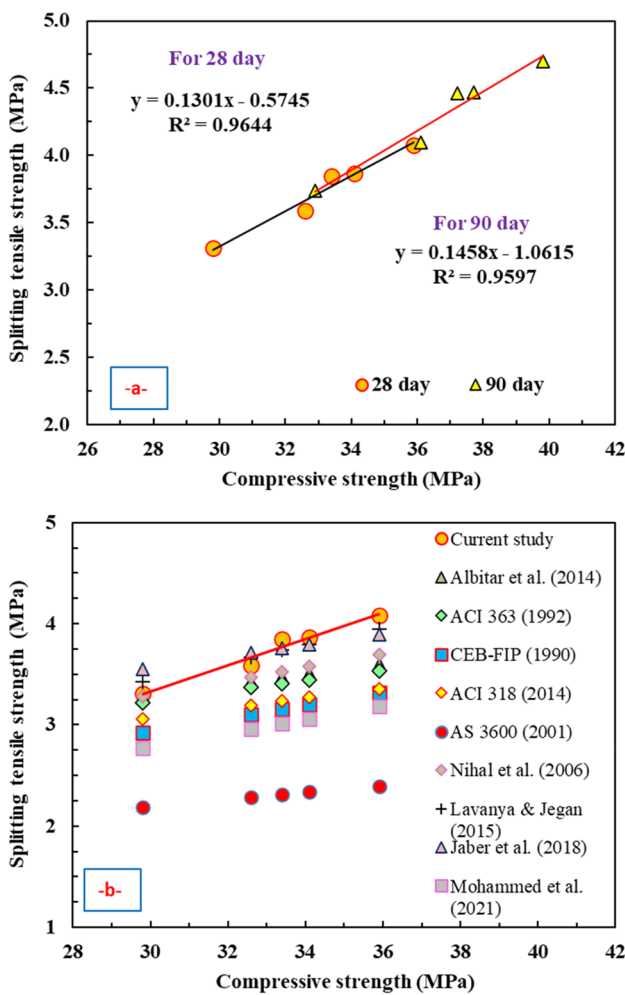 5.0
4.5
4.0
3.5
3.0
2.5
2.0
Splitting tensile strength (MPa)
For 28 day
y = 0.1301x - 0.5745
R² = 0.9644
For 90 day
y = 0.1458x - 1.0615
R² = 0.9597
-a-
28 day
90 day
26 28 30 32 34 36 38 40 42
Compressive strength (MPa)
5
4
3
2
1
Splitting tensile strength (MPa)
Current study
Albitar et al. (2014)
ACI 363 (1992)
CEB-FIP (1990)
ACI 318 (2014)
AS 3600 (2001)
Nihal et al. (2006)
Lavanya & Jegan
(2015)
Jaber et al. (2018)
Mohammed et al.
(2021)
-b-
28 30 32 34 36 38 40 42
Compressive strength (MPa)